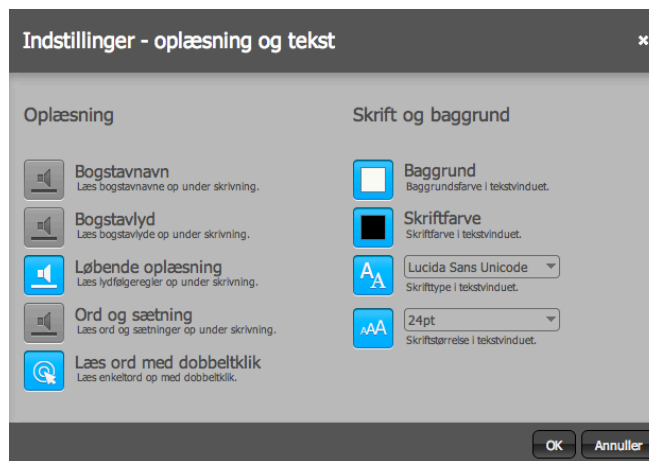 Indstillinger - oplæsning og tekst
Oplæsning
Bogstavnavn
Læs bogstavnavne op under skrivning.
Bogstavlyd
Læs bogstavlyde op under skrivning.
Løbende oplæsning
Læs lydfølgeregler op under skrivning.
Ord og sætning
Læs ord og sætninger op under skrivning.
Læs ord med dobbeltklik
Læs enkeltord op med dobbeltklik.
Skrift og baggrund
Baggrund
Baggrundsfarve i tekstvinduet.
Skriftfarve
Skriftfarve i tekstvinduet.
AA
Lucida Sans Unicode
Skrifttype i tekstvinduet.
AAA
24pt
Skriftstørrelse i tekstvinduet.
OK
Annuller